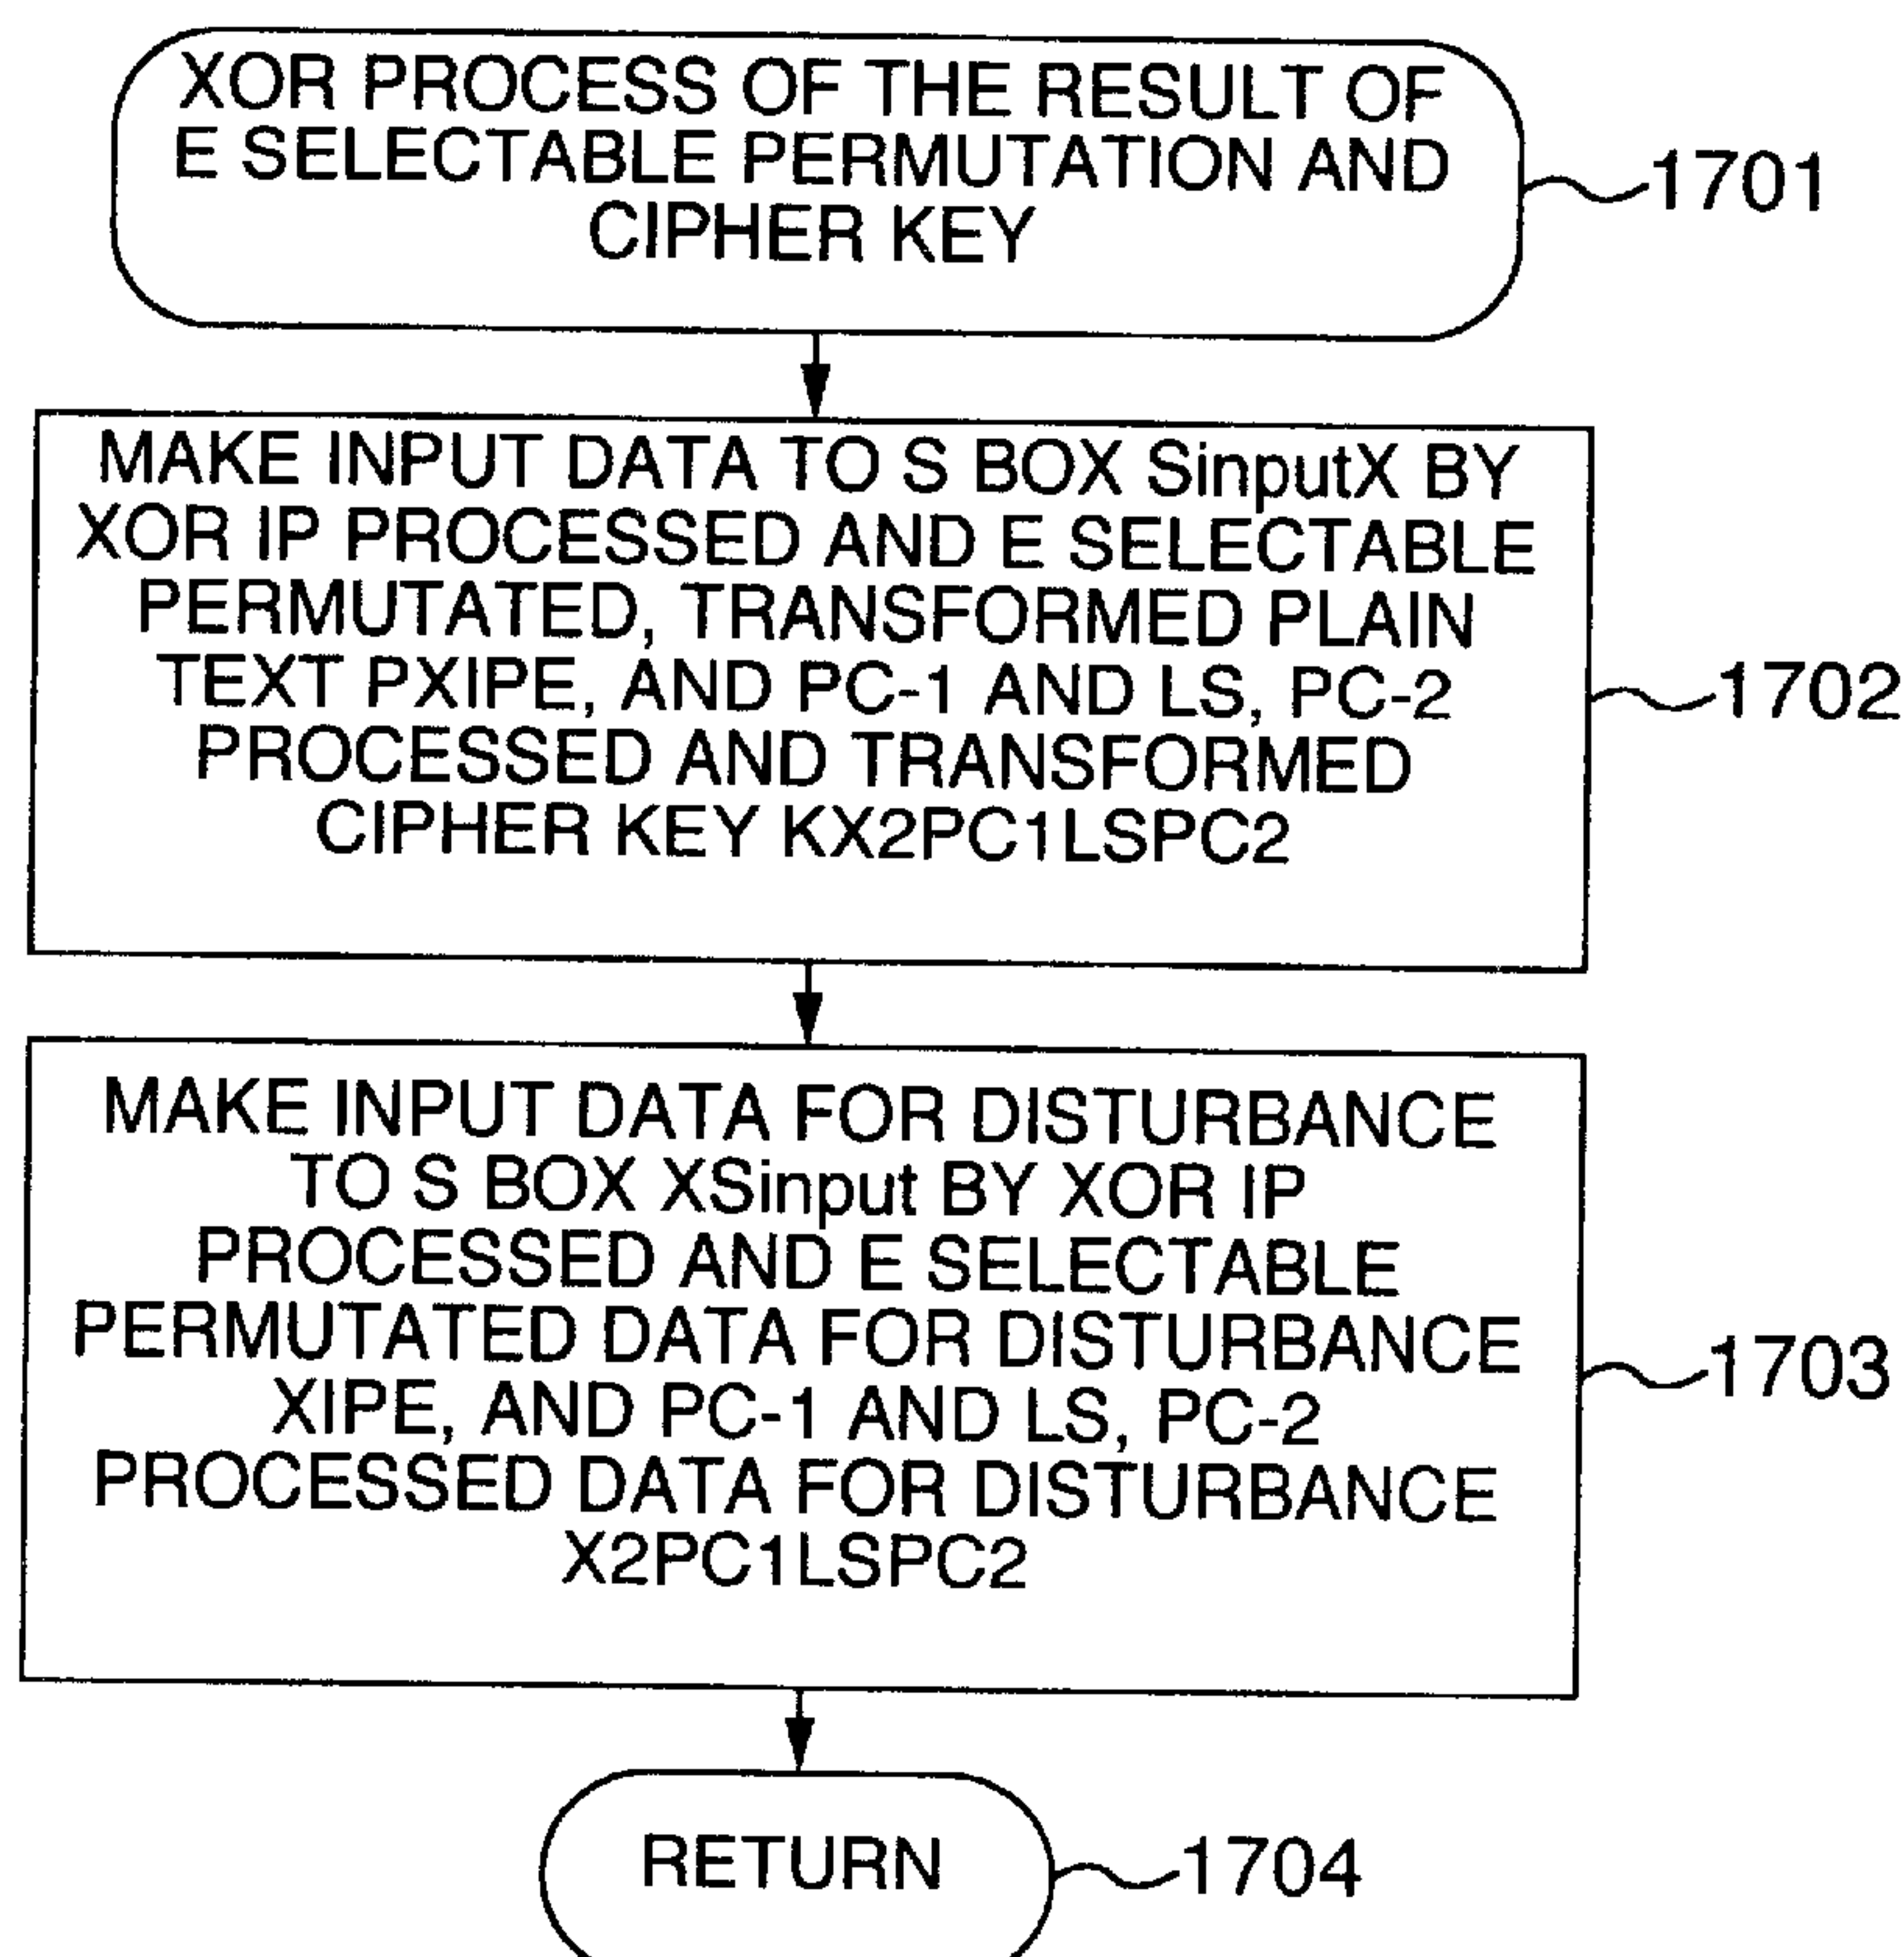 XOR PROCESS OF THE RESULT OF
E SELECTABLE PERMUTATION AND
CIPHER KEY
1701
MAKE INPUT DATA TO S BOX SinputX BY
XOR IP PROCESSED AND E SELECTABLE
PERMUTATED, TRANSFORMED PLAIN
TEXT PXIPE, AND PC-1 AND LS, PC-2
PROCESSED AND TRANSFORMED
CIPHER KEY KX2PC1LSPC2
1702
MAKE INPUT DATA FOR DISTURBANCE
TO S BOX XSinput BY XOR IP
PROCESSED AND E SELECTABLE
PERMUTATED DATA FOR DISTURBANCE
XIPE, AND PC-1 AND LS, PC-2
PROCESSED DATA FOR DISTURBANCE
X2PC1LSPC2
1703
RETURN
1704